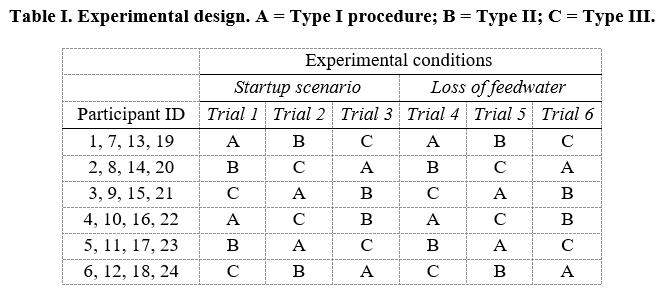 Table I. Experimental design. A = Type I procedure; B = Type II; C = Type III.
Experimental conditions
Startup scenario Loss of feedwater
Participant ID Trial 1 Trial 2 Trial 3 Trial 4 Trial 5 Trial 6
1, 7, 13, 19 A B C A B C
2, 8, 14, 20 B C A B C A
3, 9, 15, 21 C A B C A B
4, 10, 16, 22 A C B A C B
5, 11, 17, 23 B A C B A C
6, 12, 18, 24 C B A C B A